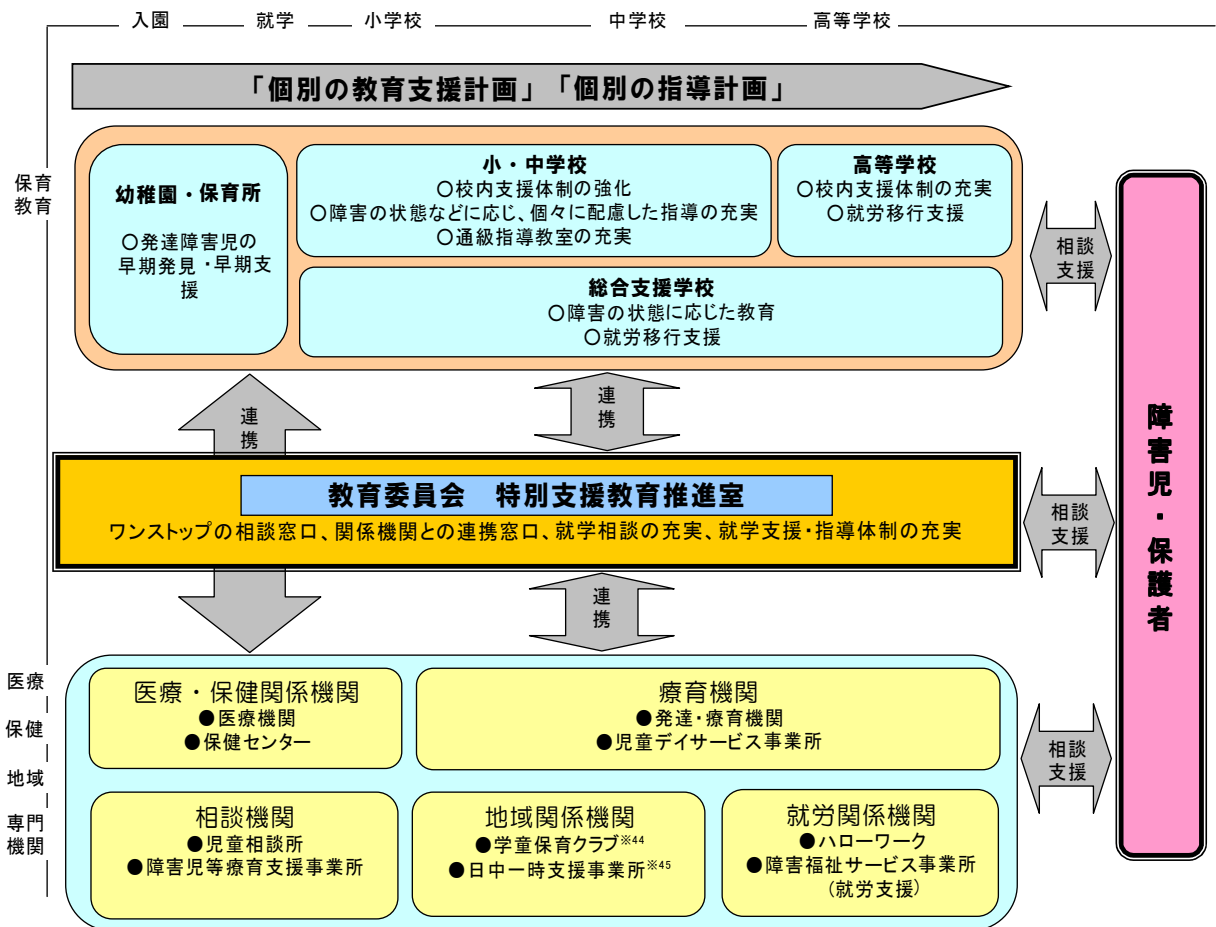 入園 就学 小学校 中学校 高等学校
「個別の教育支援計画」「個別の指導計画」
保育
教育
幼稚園・保育所
○発達障害児の
早期発見・早期支
援
小・中学校
○校内支援体制の強化
○障害の状態などに応じ、個々に配慮した指導の充実
○通級指導教室の充実
高等学校
○校内支援体制の充実
○就労移行支援
総合支援学校
○障害の状態に応じた教育
○就労移行支援
相談
支援
連
携
連
携
教育委員会 特別支援教育推進室
ワンストップの相談窓口、関係機関との連携窓口、就学相談の充実、就学支援・指導体制の充実
相談
支援
障害児・保護者
連
携
医療
保健
地域
専門
機関
医療・保健関係機関
●医療機関
●保健センター
療育機関
●発達・療育機関
●児童デイサービス事業所
相談機関
●児童相談所
●障害児等療育支援事業所
地域関係機関
●学童保育クラブ※44
●日中一時支援事業所※45
就労関係機関
●ハローワーク
●障害福祉サービス事業所
(就労支援)
相談
支援